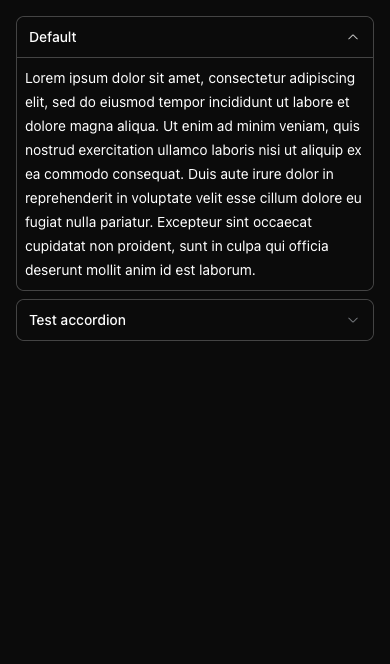 Default
Lorem ipsum dolor sit amet, consectetur adipiscing
elit, sed do eiusmod tempor incididunt ut labore et
dolore magna aliqua. Ut enim ad minim veniam, quis
nostrud exercitation ullamco laboris nisi ut aliquip ex
ea commodo consequat. Duis aute irure dolor in
reprehenderit in voluptate velit esse cillum dolore eu
fugiat nulla pariatur. Excepteur sint occaecat
cupidatat non proident, sunt in culpa qui officia
deserunt mollit anim id est laborum.
Test accordion